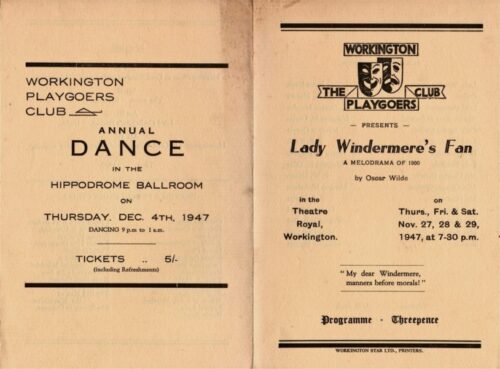 WORKINGTON
PLAYGOERS
CLUB
ANNUAL
DANCE
IN THE
HIPPODROME BALLROOM
ON
THURSDAY. DEC. 4TH, 1947
DANCING 9 p.m to 1 a.m.
TICKETS .. 5/-
(including Refreshments)
WORKINGTON
THE CLUB
PLAYGOERS
— PRESENTS —
Lady Windermere's Fan
A MELODRAMA OF 1900
by Oscar Wilde
in the
Theatre
Royal,
Workington.
on
Thurs., Fri. & Sat.
Nov. 27, 28 & 29,
1947, at 7-30 p.m.
"My dear Windermere,
manners before morals!"
Programme - Threepence
WORKINGTON STAR LTD., PRINTERS.